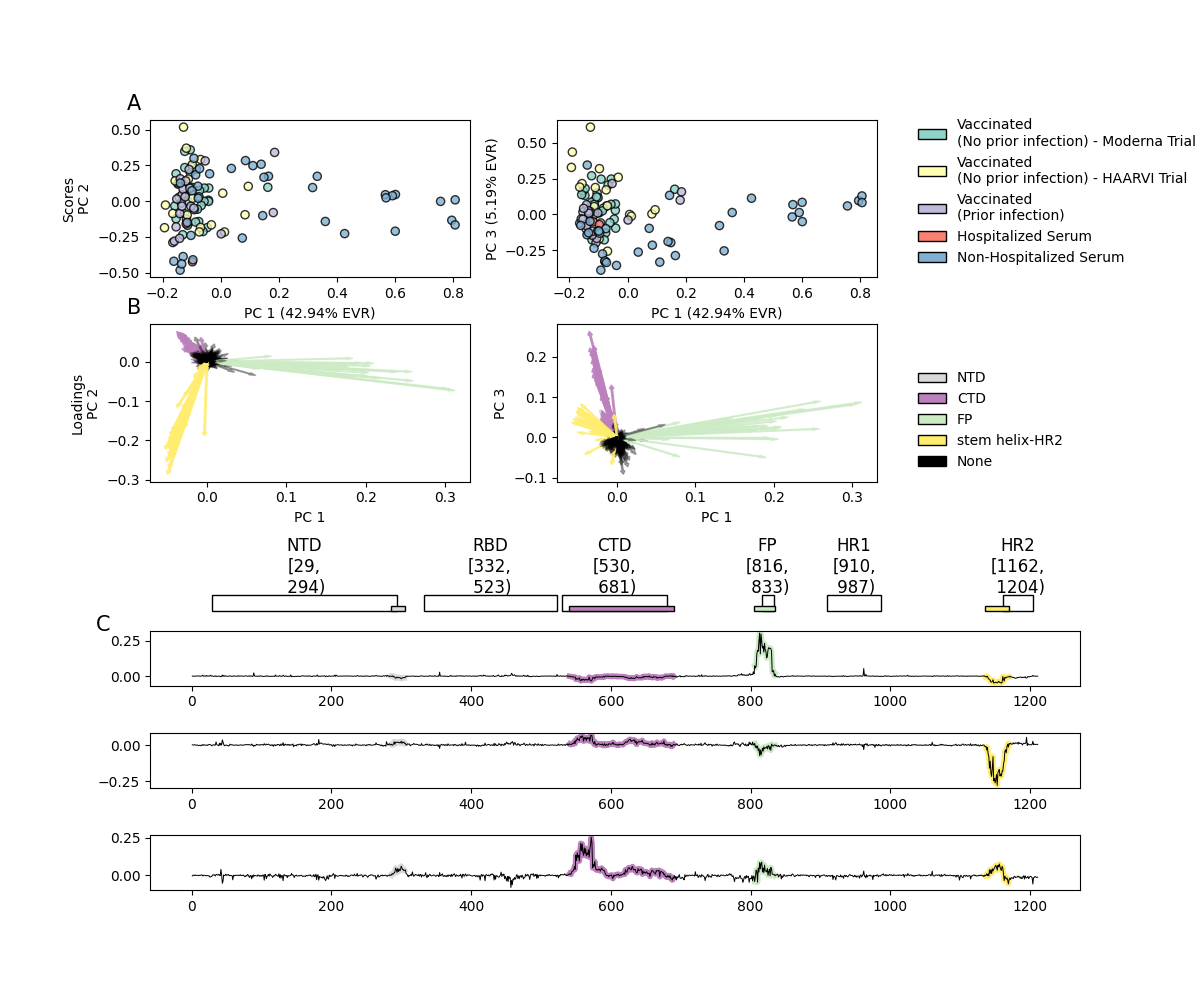 A
0.50
0.25
0.00
−0.25
−0.50
Scores
PC 2
−0.2 0.0 0.2 0.4 0.6 0.8
PC 1 (42.94% EVR)
0.50
0.25
0.00
−0.25
PC 3 (5.19% EVR)
−0.2 0.0 0.2 0.4 0.6 0.8
PC 1 (42.94% EVR)
Vaccinated
(No prior infection) - Moderna Trial
Vaccinated
(No prior infection) - HAARVI Trial
Vaccinated
(Prior infection)
Hospitalized Serum
Non-Hospitalized Serum
B
0.0
−0.1
−0.2
−0.3
Loadings
PC 2
0.0 0.1 0.2 0.3
PC 1
0.2
0.1
0.0
−0.1
PC 3
0.0 0.1 0.2 0.3
PC 1
NTD
CTD
FP
stem helix-HR2
None
NTD
[29,
294)
RBD
[332,
523)
CTD
[530,
681)
FP
[816,
833)
HR1
[910,
987)
HR2
[1162,
1204)
C
0.25
0.00
0 200 400 600 800 1000 1200
0.00
−0.25
0 200 400 600 800 1000 1200
0.25
0.00
0 200 400 600 800 1000 1200